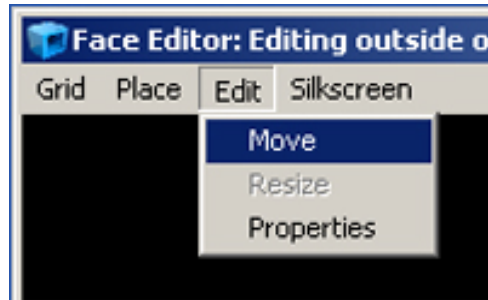 Face Editor: Editing outside o
Grid Place Edit Silkscreen
Move
Resize
Properties